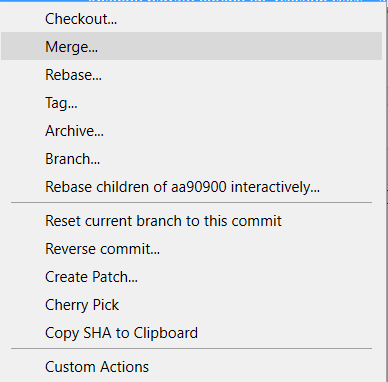 Checkout...
Merge...
Rebase...
Tag...
Archive...
Branch...
Rebase children of aa90900 interactively...
Reset current branch to this commit
Reverse commit...
Create Patch...
Cherry Pick
Copy SHA to Clipboard
Custom Actions